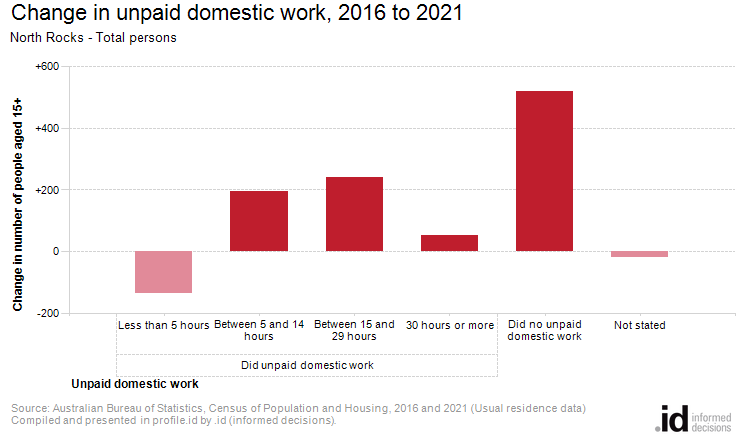 Change in unpaid domestic work, 2016 to 2021
North Rocks - Total persons
Change in number of people aged 15+
+600
+400
+200
0
-200
Less than 5 hours
Between 5 and 14
hours
Between 15 and
29 hours
30 hours or more
Did no unpaid
domestic work
Not stated
Did unpaid domestic work
Unpaid domestic work
Source: Australian Bureau of Statistics, Census of Population and Housing, 2016 and 2021 (Usual residence data)
Compiled and presented in profile.id by .id (informed decisions).
.id informed
decisions